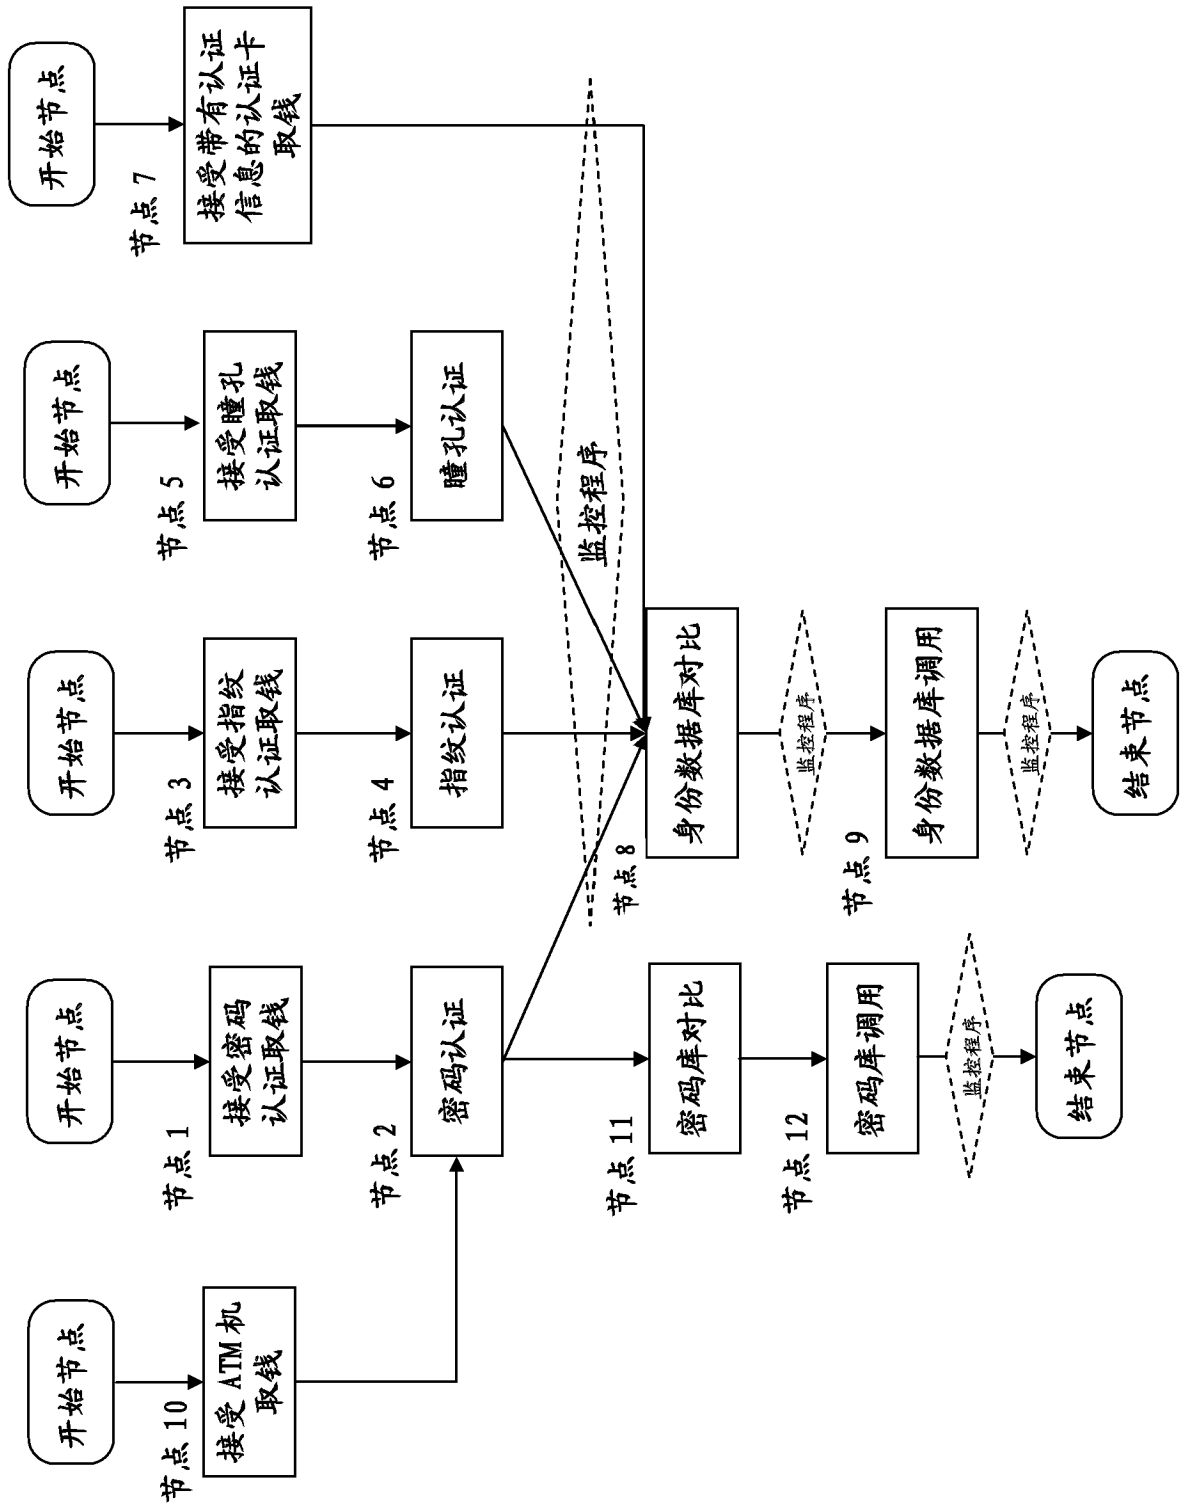 开始节点
开始节点
开始节点
开始节点
开始节点
节点 10
接受 ATM 机
取钱
节点 1
接受密码
认证取钱
节点 3
接受指纹
认证取钱
节点 5
接受瞳孔
认证取钱
节点 7
接受带有认证
信息的认证卡
取钱
节点 2
密码认证
节点 4
指纹认证
节点 6
瞳孔认证
监控程序
节点 11
密码库对比
节点 8
身份数据库对比
监控程序
节点 12
密码库调用
节点 9
身份数据库调用
监控程序
监控程序
结束节点
结束节点